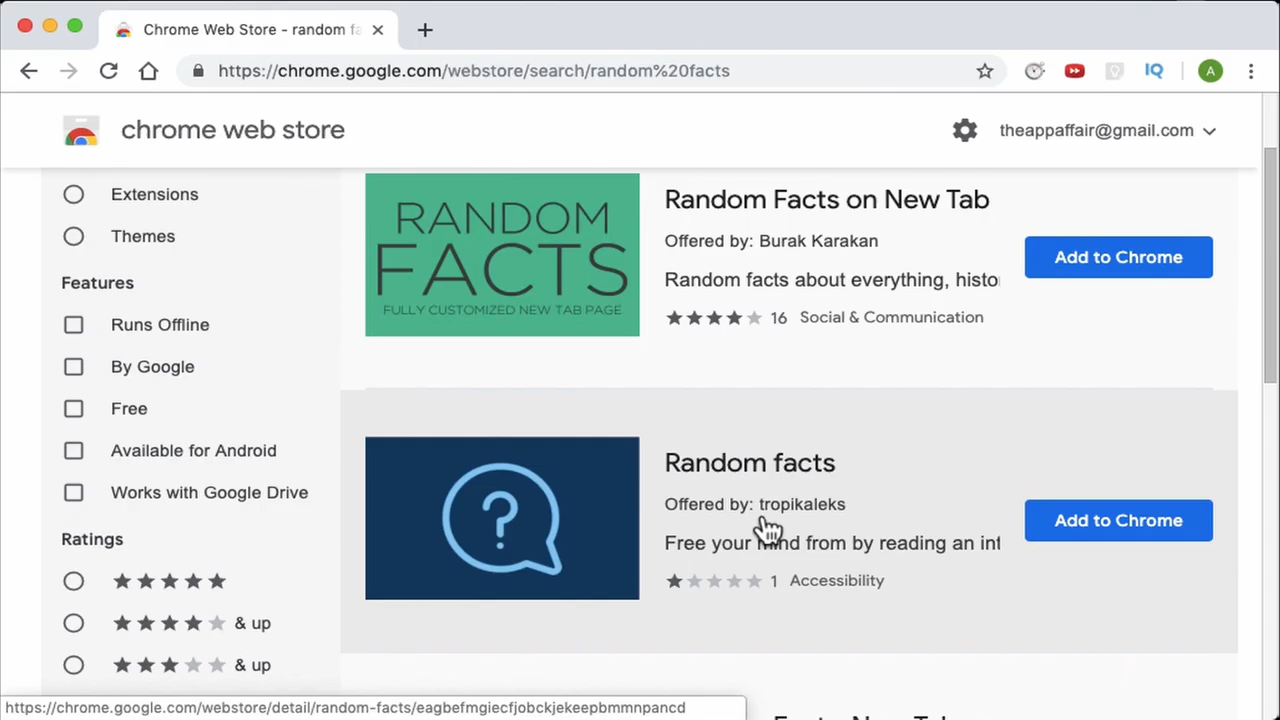 Chrome Web Store - random fa
https://chrome.google.com/webstore/search/random%20facts
IQ
A
chrome web store
theappaffair@gmail.com
Extensions
Themes
Features
Runs Offline
By Google
Free
Available for Android
Works with Google Drive
Ratings
& up
& up
RANDOM
FACTS
FULLY CUSTOMIZED NEW TAB PAGE
Random Facts on New Tab
Offered by: Burak Karakan
Random facts about everything, histo
16 Social & Communication
Add to Chrome
?
Random facts
Offered by: tropikaleks
Free your mind from by reading an int
1 Accessibility
Add to Chrome
https://chrome.google.com/webstore/detail/random-facts/eagbefmgiecfjobckjekeepbmmnpancd